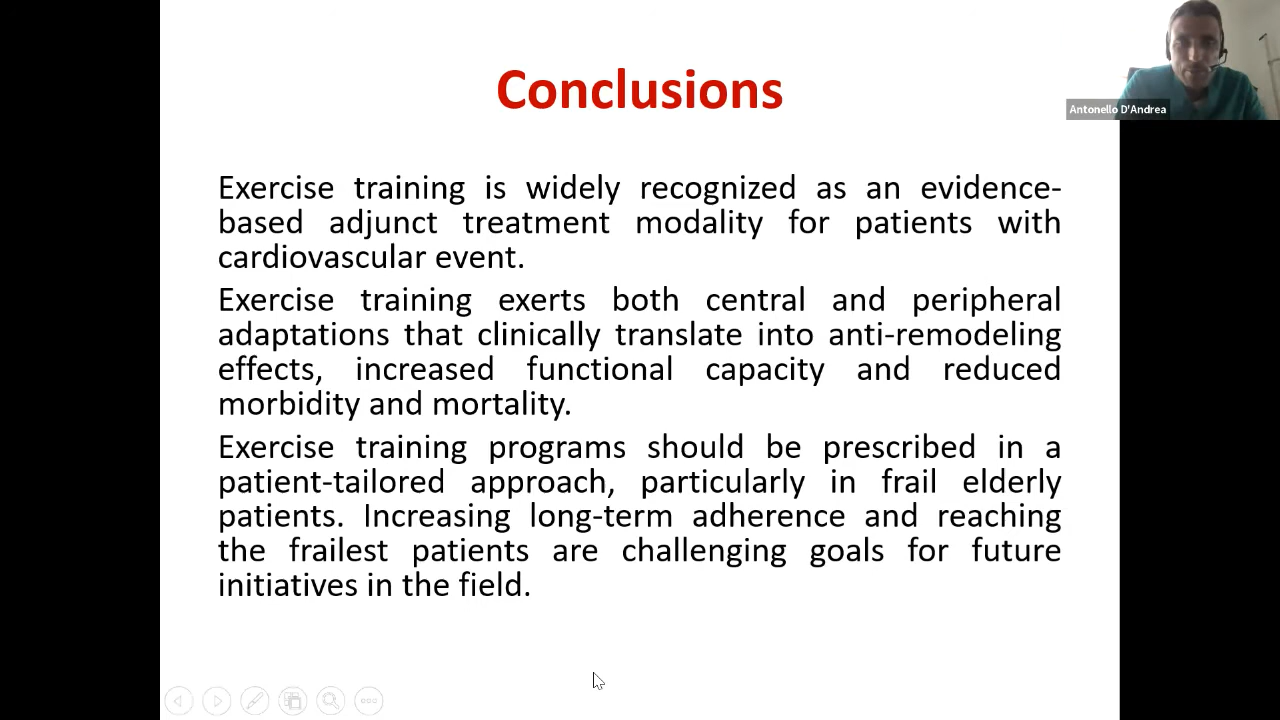 Conclusions
Antonello D'Andrea
Exercise training is widely recognized as an evidence-
based adjunct treatment modality for patients with
cardiovascular event.
Exercise training exerts both central and peripheral
adaptations that clinically translate into anti-remodeling
effects, increased functional capacity and reduced
morbidity and mortality.
Exercise training programs should be prescribed in a
patient-tailored approach, particularly in frail elderly
patients. Increasing long-term adherence and reaching
the frailest patients are challenging goals for future
initiatives in the field.